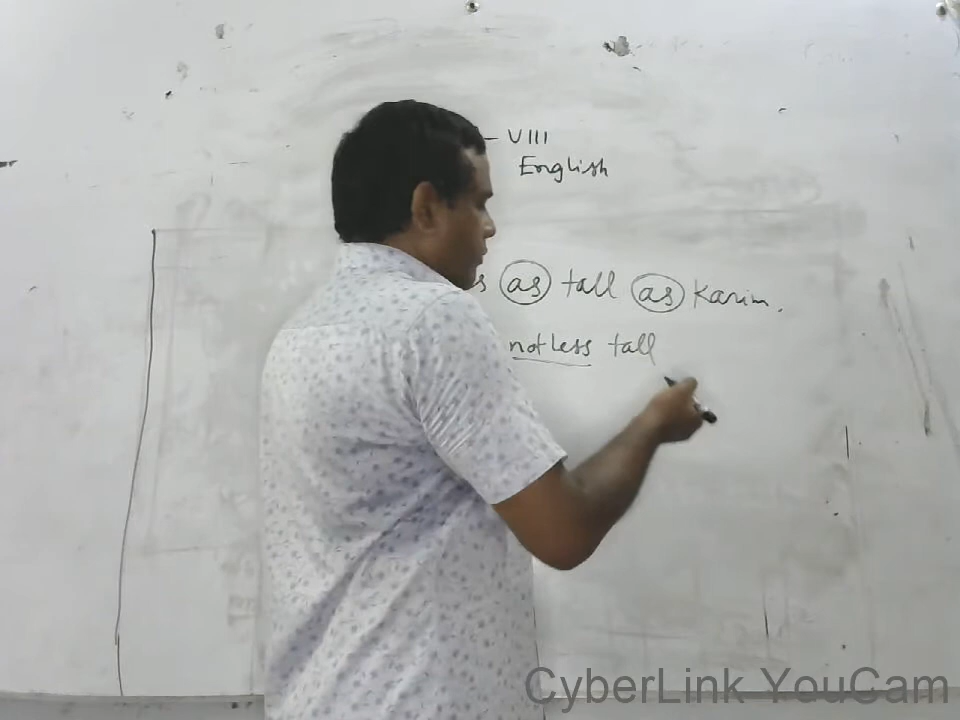 – VIII
English
as tall as Karim.
not less tall
CyberLink YouCam